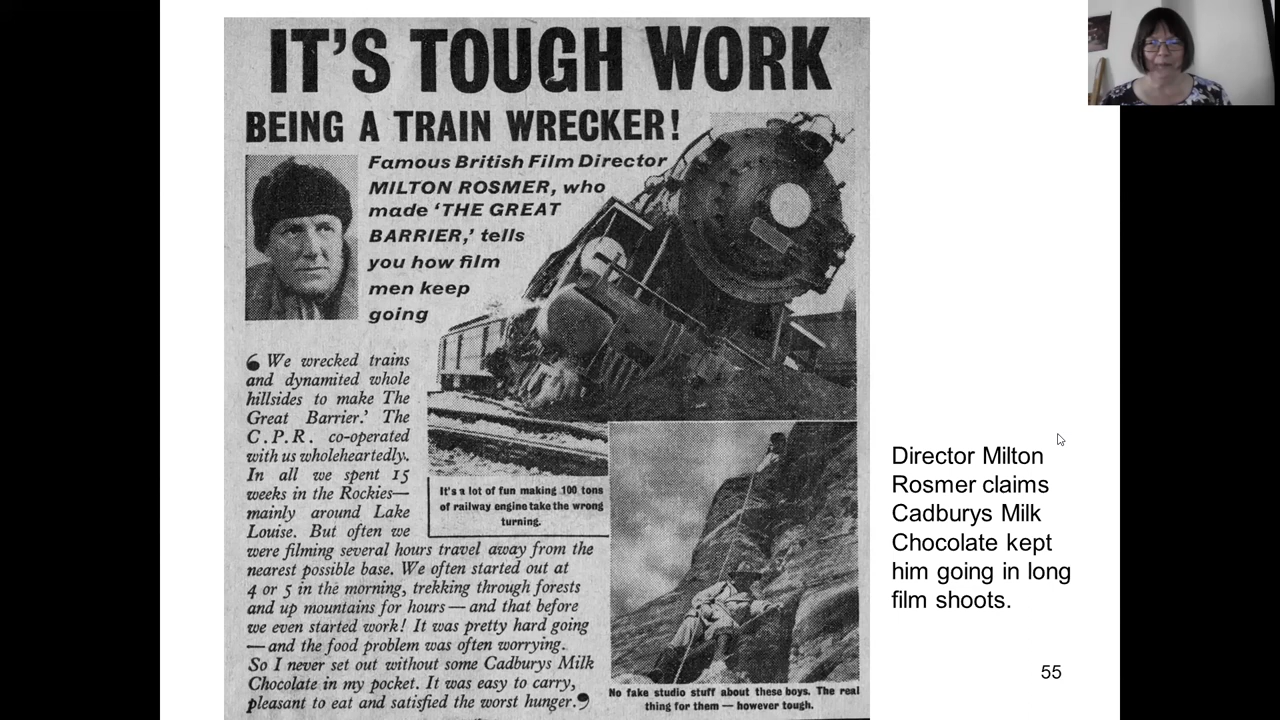 IT'S TOUGH WORK
BEING A TRAIN WRECKER!
Famous British Film Director
MILTON ROSMER, who
made 'THE GREAT
BARRIER,' tells
you how film
men keep
going
‘ We wrecked trains
and dynamited whole
hillsides to make The
Great Barrier.’ The
C.P.R. co-operated
with us wholeheartedly.
In all we spent 15
weeks in the Rockies—
mainly around Lake
Louise. But often we
were filming several hours travel away from the
nearest possible base. We often started out at
4 or 5 in the morning, trekking through forests
and up mountains for hours — and that before
we even started work! It was pretty hard going
—and the food problem was often worrying.
So I never set out without some Cadburys Milk
Chocolate in my pocket. It was easy to carry,
pleasant to eat and satisfied the worst hunger.’
It's a lot of fun making 100 tons
of railway engine take the wrong
turning.
No fake studio stuff about these boys. The real
thing for them — however tough.
Director Milton
Rosmer claims
Cadburys Milk
Chocolate kept
him going in long
film shoots.
55